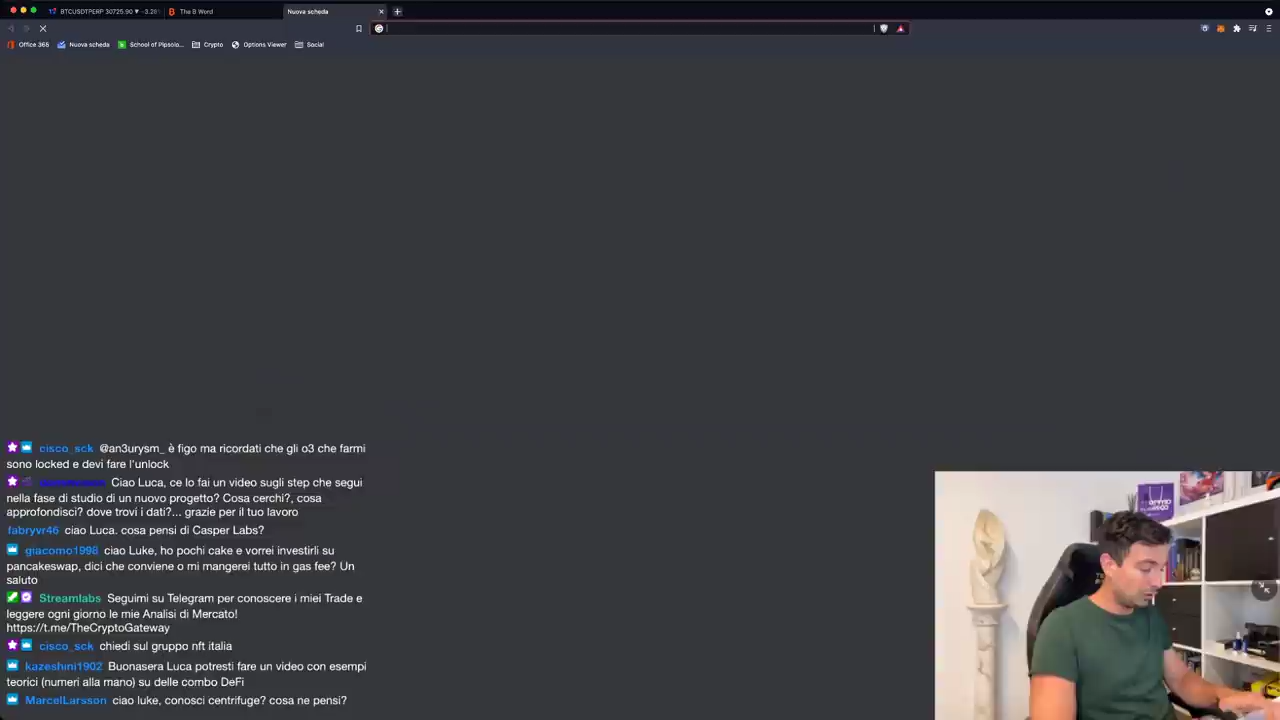 BTCUSDTPERP 30725.90 ▼ −3.28%
The B Word
Nuova scheda
Office 365
Nuova scheda
School of Pipsolo...
Crypto
Options Viewer
Social
cisco_sck @an3urysm_ è figo ma ricordati che gli o3 che farmi
sono locked e devi fare l'unlock
Ciao Luca, ce lo fai un video sugli step che segui
nella fase di studio di un nuovo progetto? Cosa cerchi?, cosa
approfondisci? dove trovi i dati?... grazie per il tuo lavoro
fabryvr46 ciao Luca. cosa pensi di Casper Labs?
giacomo1998 ciao Luke, ho pochi cake e vorrei investirli su
pancakeswap, dici che conviene o mi mangerei tutto in gas fee? Un
saluto
Streamlabs Seguimi su Telegram per conoscere i miei Trade e
leggere ogni giorno le mie Analisi di Mercato!
https://t.me/TheCryptoGateway
cisco_sck chiedi sul gruppo nft italia
kazeshini1902 Buonasera Luca potresti fare un video con esempi
teorici (numeri alla mano) su delle combo DeFi
MarcelLarsson ciao luke, conosci centrifuge? cosa ne pensi?